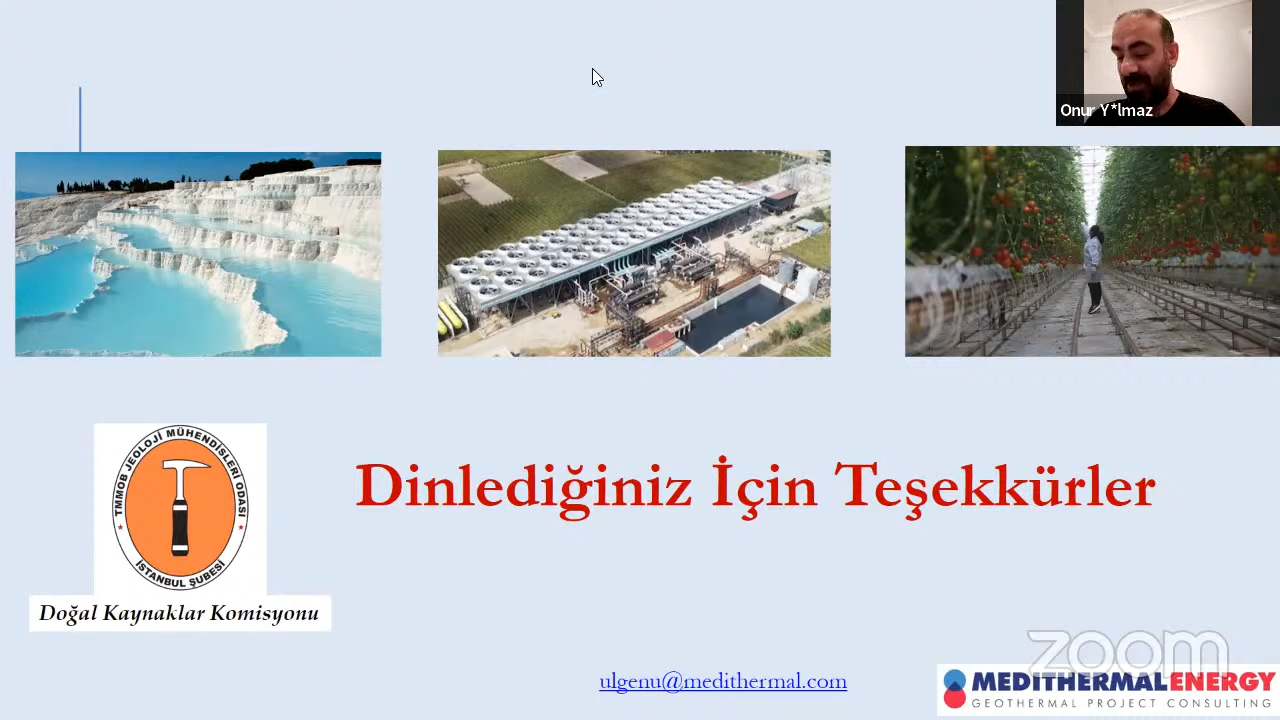 Onur Y*lmaz
TMMOB JEOLOJİ MÜHENDİSLERİ ODASI
İSTANBUL ŞUBESİ
Dinlediğiniz İçin Teşekkürler
Doğal Kaynaklar Komisyonu
ulgenu@medithermal.com
zoom
MEDITHERMALENERGY
GEOTHERMAL PROJECT CONSULTING